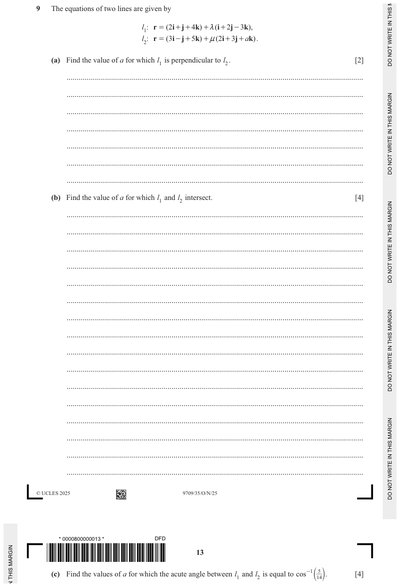 9 The equations of two lines are given by
l₁: r = (2i + j + 4k) + λ(i + 2j − 3k),
l₂: r = (3i − j + 5k) + μ(2i + 3j + ak).
(a) Find the value of a for which l₁ is perpendicular to l₂. [2]
(b) Find the value of a for which l₁ and l₂ intersect. [4]
© UCLES 2025 9709/35/O/N/25
* 0000800000013 * DFD
13
(c) Find the values of a for which the acute angle between l₁ and l₂ is equal to cos⁻¹ [4]
DO NOT WRITE IN THIS MARGIN
DO NOT WRITE IN THIS MARGIN
DO NOT WRITE IN THIS MARGIN
DO NOT WRITE IN THIS MARGIN
DO NOT WRITE IN THIS MARGIN
THIS MARGIN